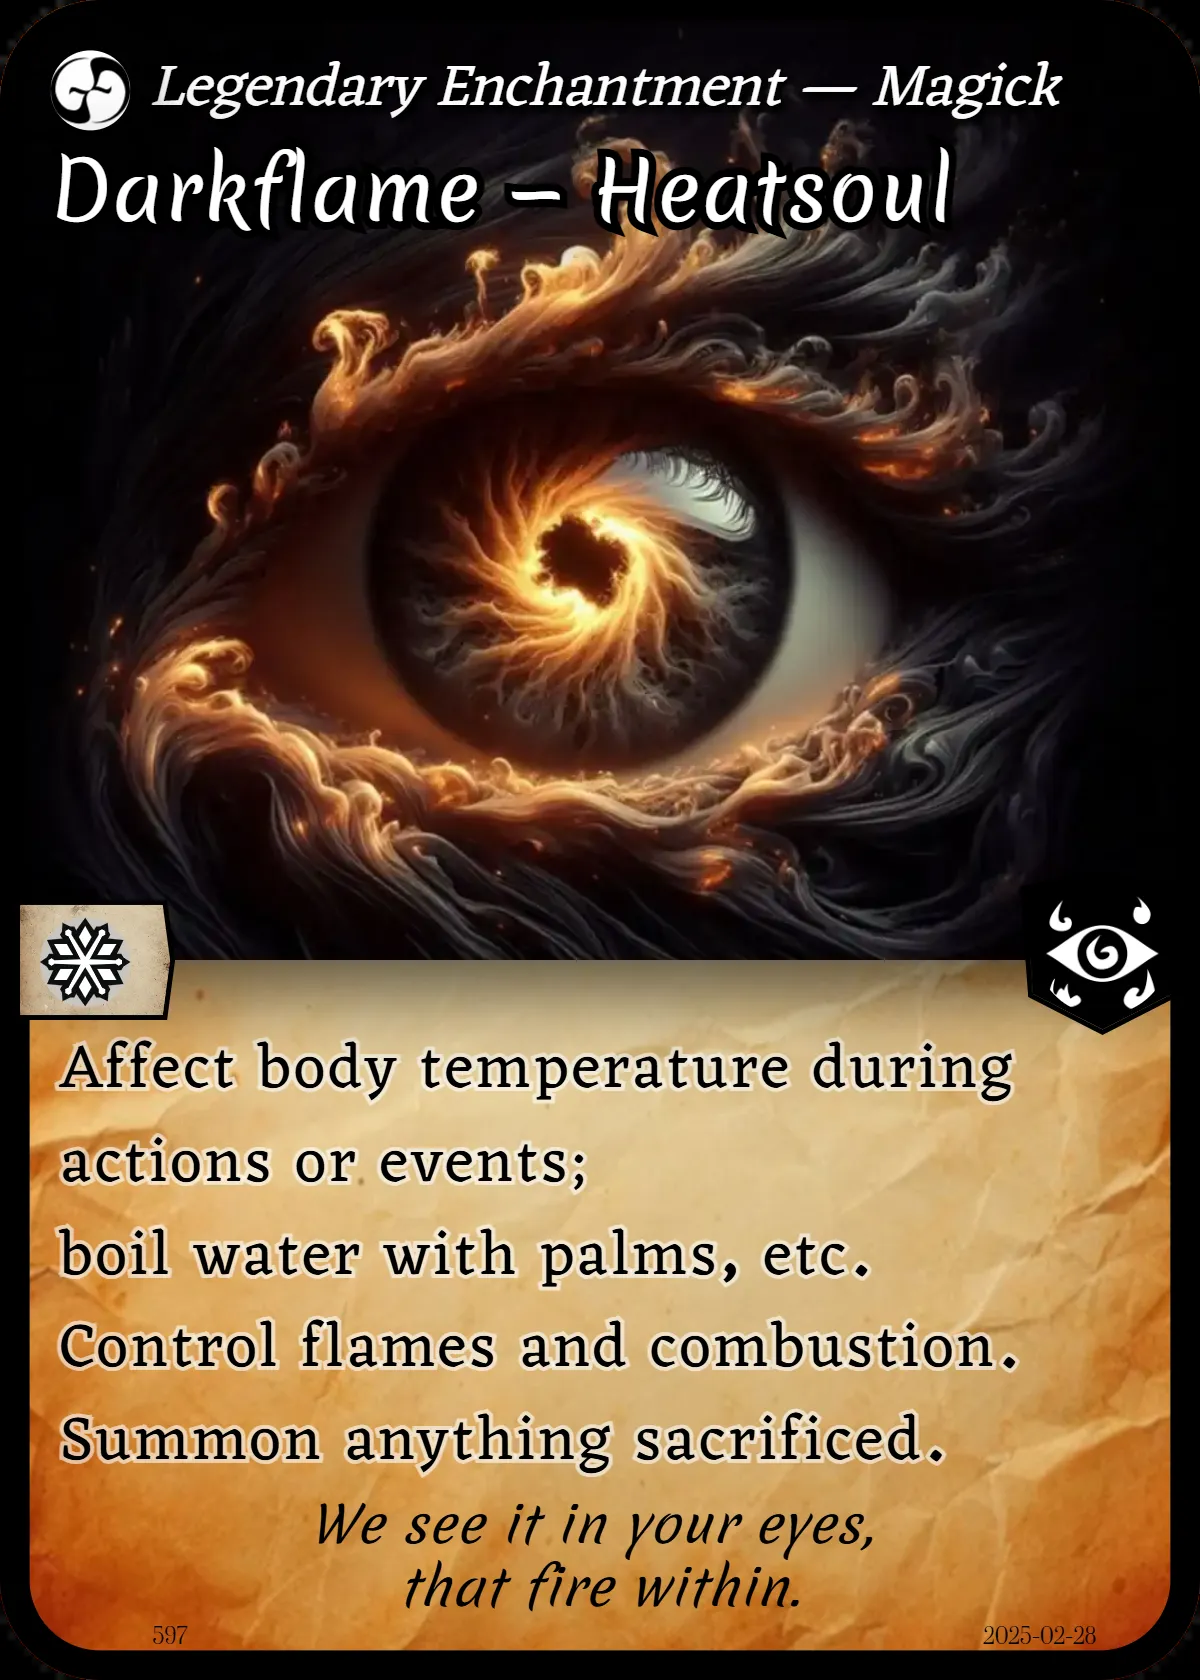 Legendary Enchantment — Magick
Darkflame – Heatsoul
Affect body temperature during
actions or events;
boil water with palms, etc.
Control flames and combustion.
Summon anything sacrificed.
We see it in your eyes,
that fire within.
597
2025-02-28